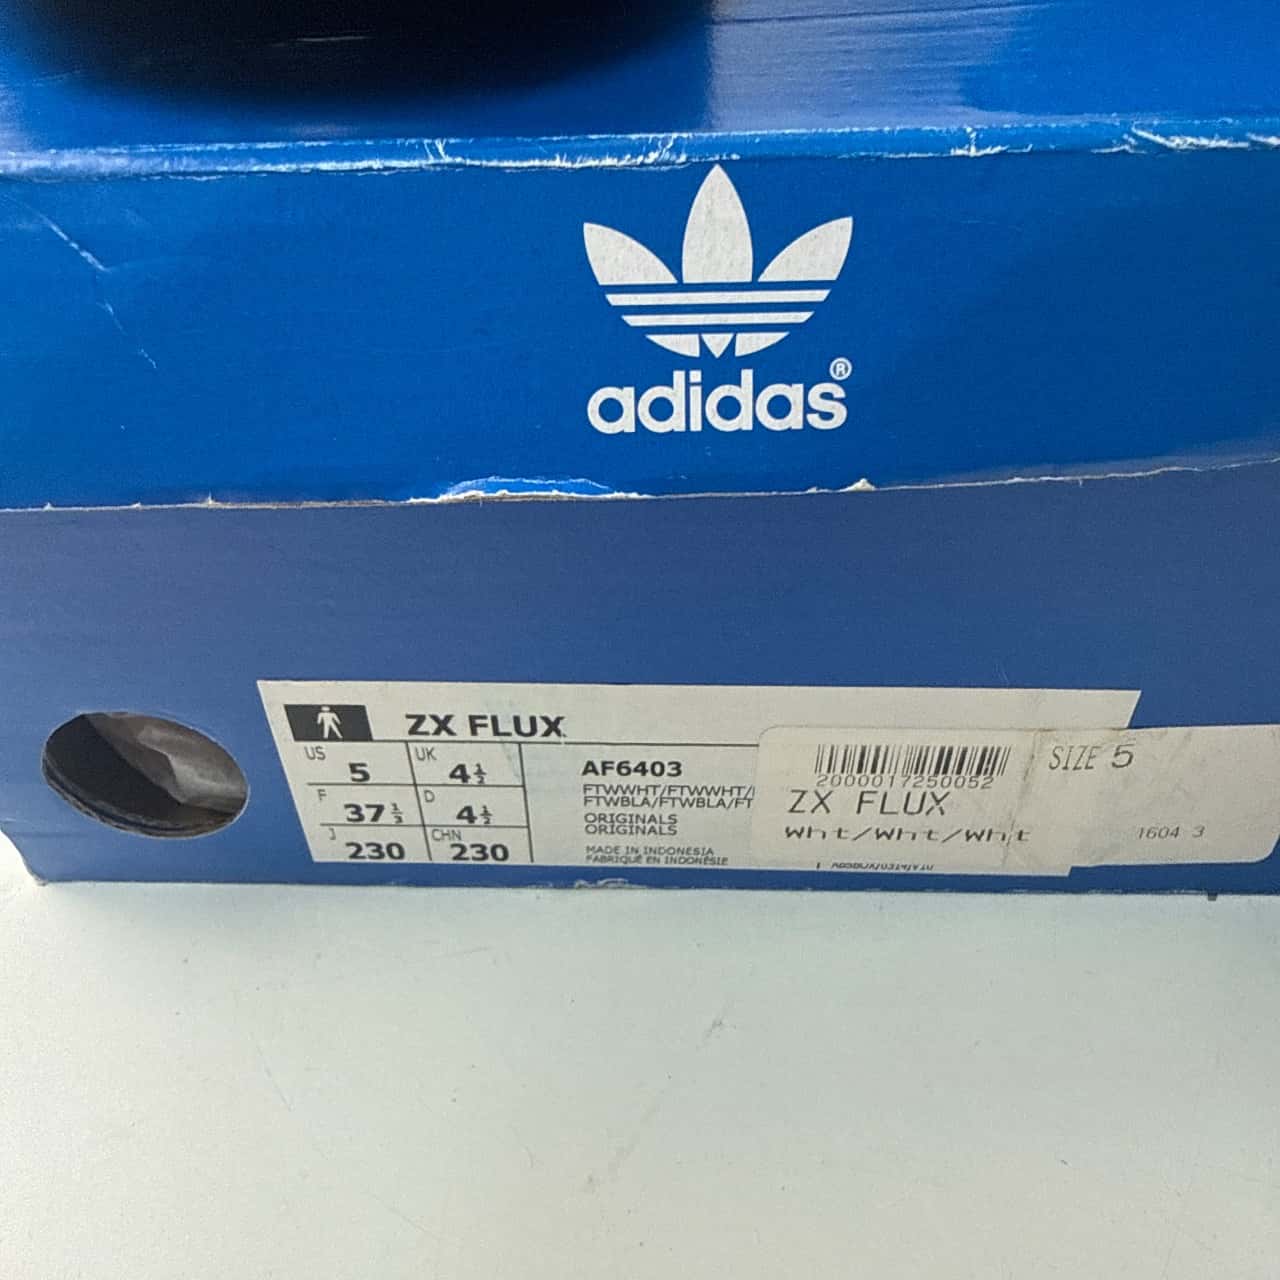 adidas®
ZX FLUX
US 5 UK 4½
F 37⅓ D 4½
J 230 CHN 230
AF6403
FTWWHT/FTWWHT/
FTWBLA/FTWBLA/FT
ORIGINALS
ORIGINALS
MADE IN INDONESIA
FABRIQUÉ EN INDONÉSIE
2000017250052
SIZE 5
ZX FLUX
Wht/Wht/Wht
1604 3